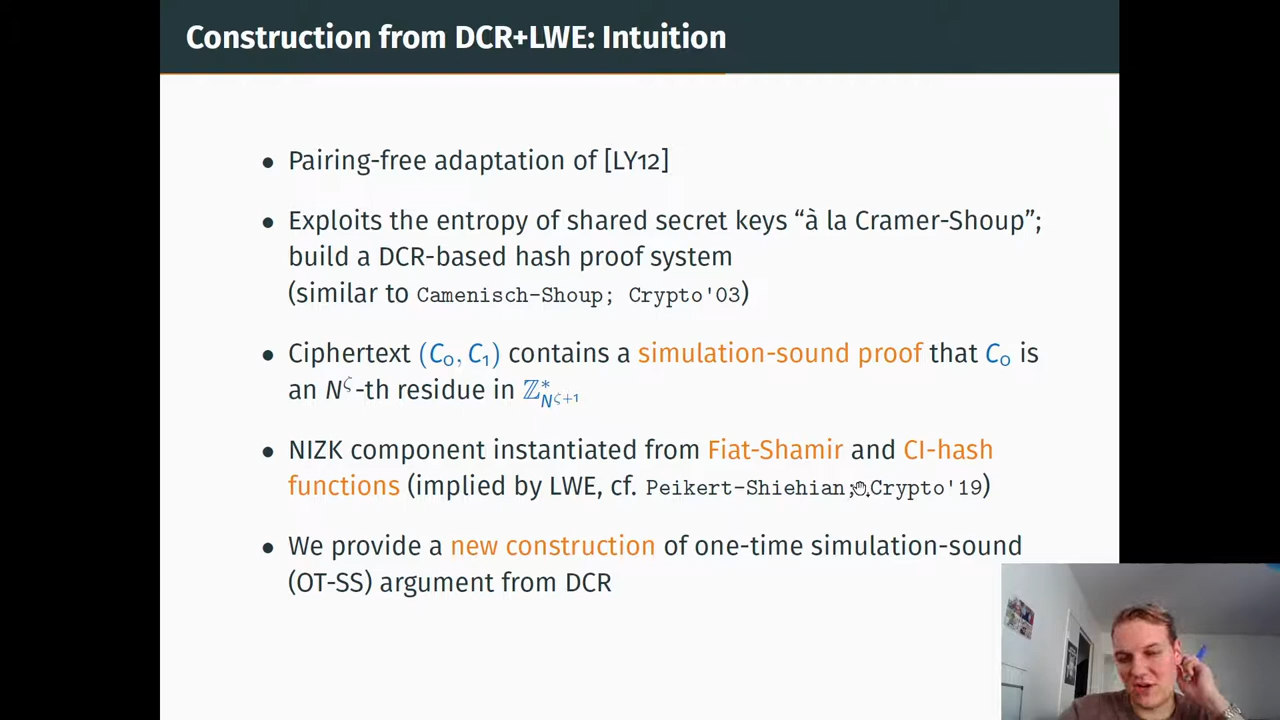 Construction from DCR+LWE: Intuition
• Pairing-free adaptation of [LY12]
• Exploits the entropy of shared secret keys “à la Cramer-Shoup”;
build a DCR-based hash proof system
(similar to Camenisch-Shoup; Crypto'03)
• Ciphertext (C₀, C₁) contains a simulation-sound proof that C₀ is
an N^ζ-th residue in ℤ*_{N^{ζ+1}}
• NIZK component instantiated from Fiat-Shamir and CI-hash
functions (implied by LWE, cf. Peikert-Shiehian; Crypto'19)
• We provide a new construction of one-time simulation-sound
(OT-SS) argument from DCR